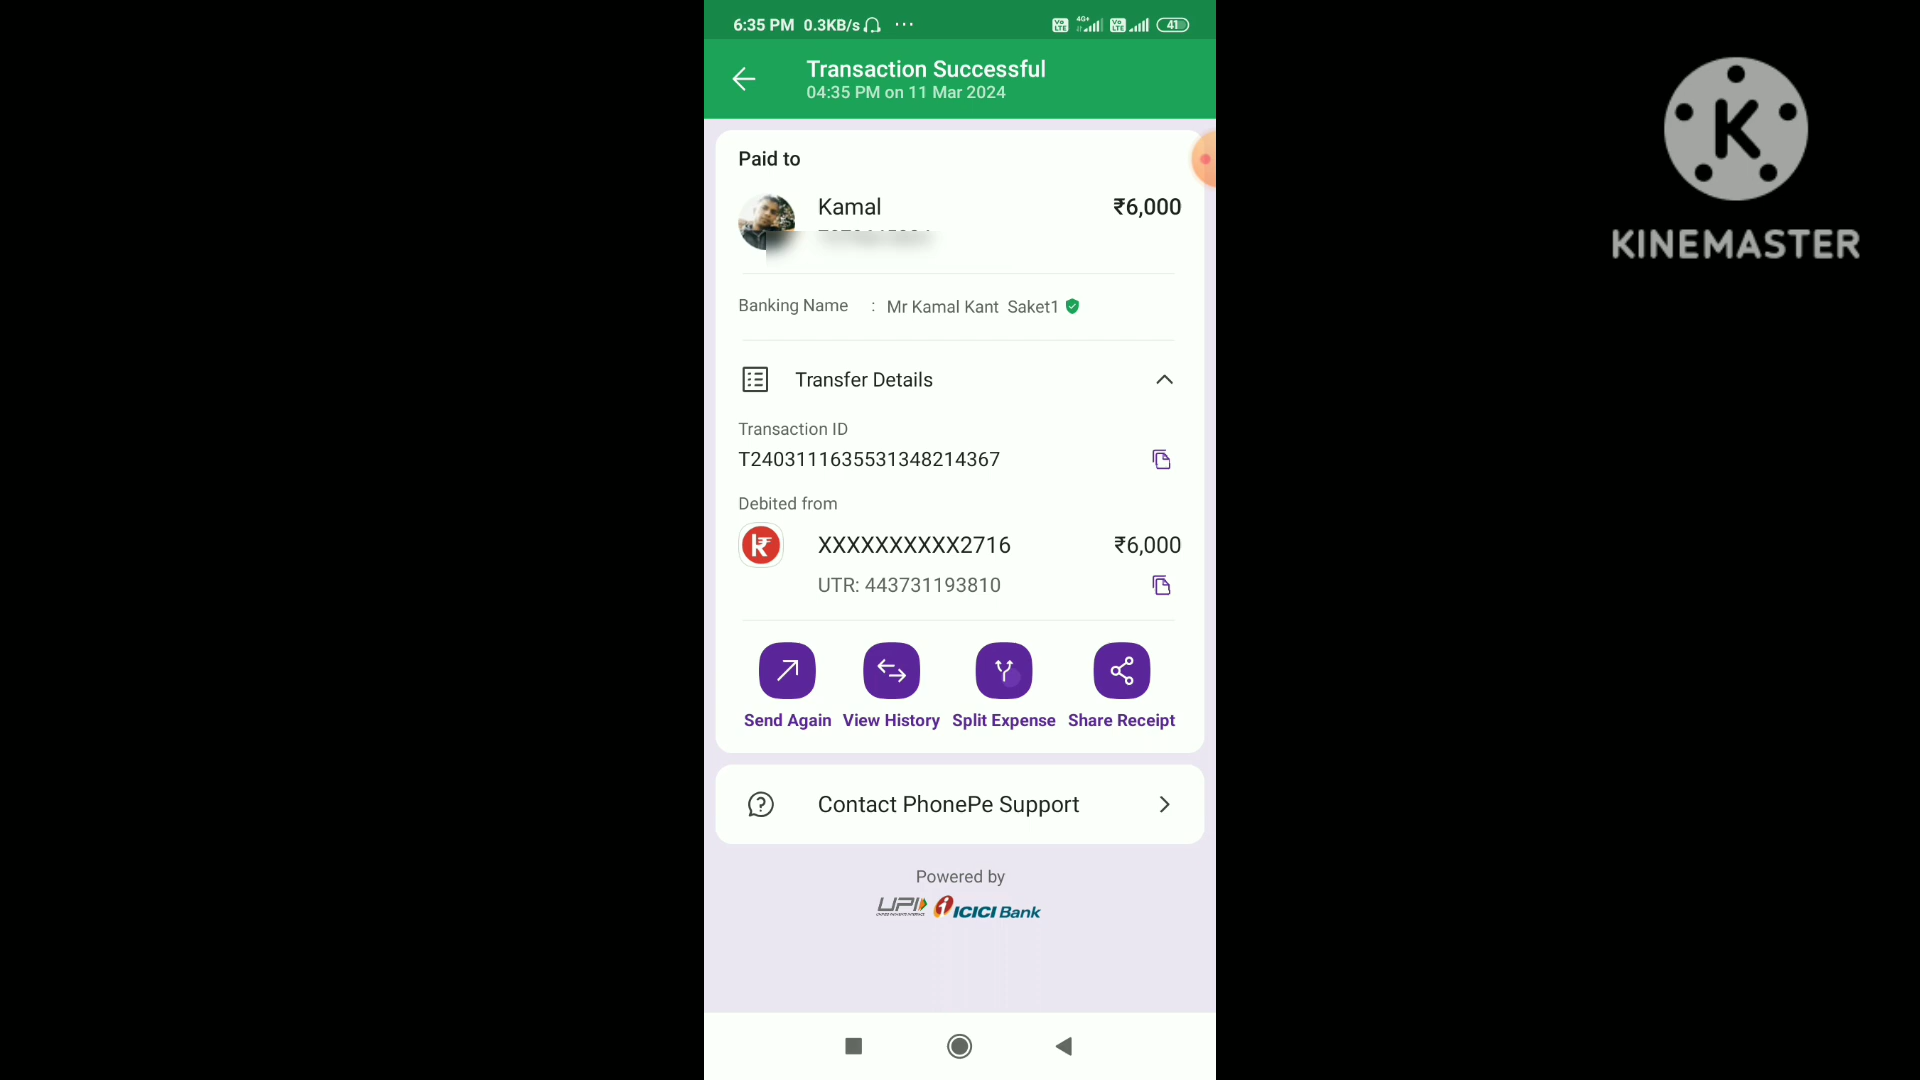 6:35 PM 0.3KB/s ... 4G+ 41
Transaction Successful
04:35 PM on 11 Mar 2024
Paid to
Kamal ₹6,000
Banking Name : Mr Kamal Kant Saket1
Transfer Details
Transaction ID
T2403111635531348214367
Debited from
XXXXXXXXXX2716 ₹6,000
UTR: 443731193810
Send Again View History Split Expense Share Receipt
Contact PhonePe Support
Powered by
UPI ICICI Bank
K
KINEMASTER